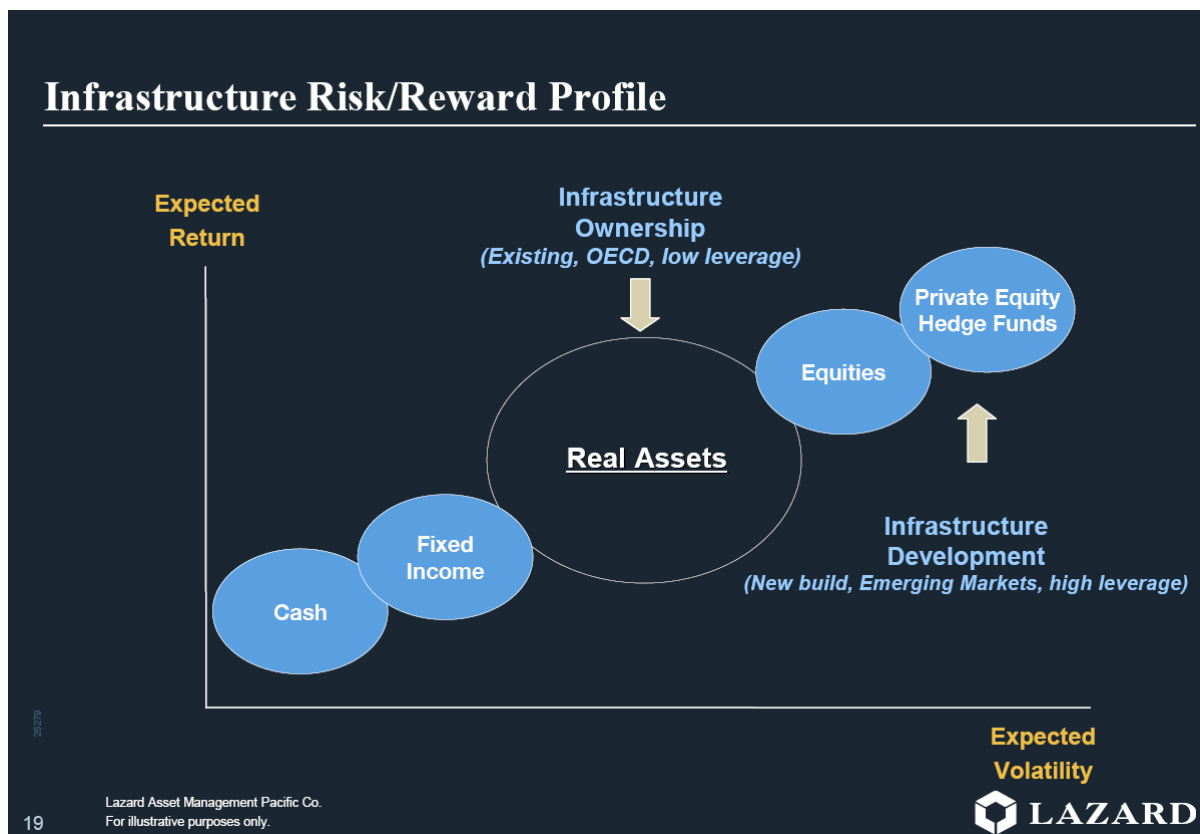 Infrastructure Risk/Reward Profile
Expected
Return
Infrastructure
Ownership
(Existing, OECD, low leverage)
Private Equity
Hedge Funds
Equities
Real Assets
Fixed
Income
Cash
Infrastructure
Development
(New build, Emerging Markets, high leverage)
Expected
Volatility
25279
Lazard Asset Management Pacific Co.
For illustrative purposes only.
19
LAZARD